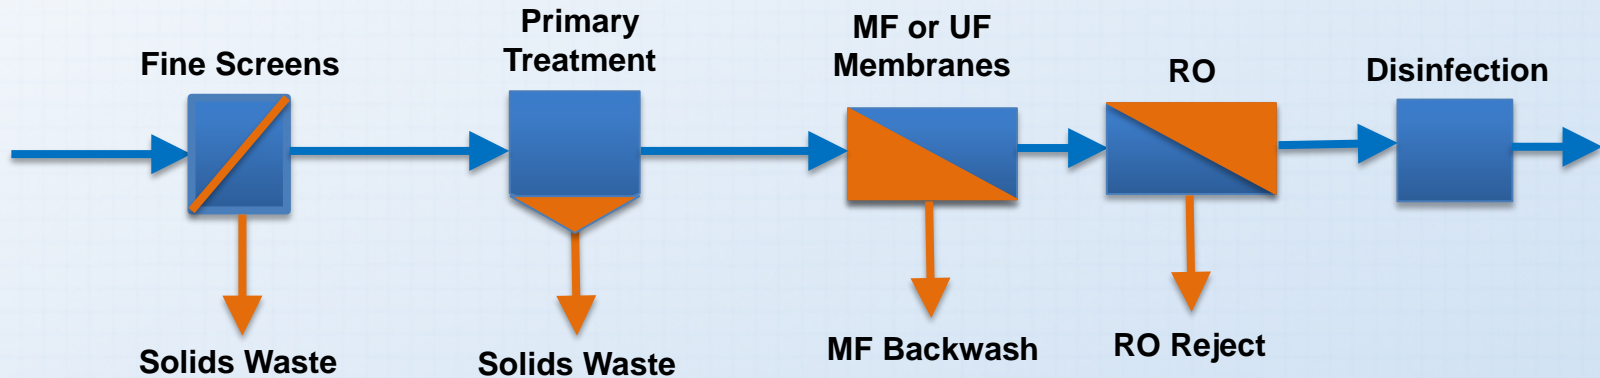 Fine Screens
Primary
Treatment
MF or UF
Membranes
RO
Disinfection
Solids Waste
Solids Waste
MF Backwash
RO Reject